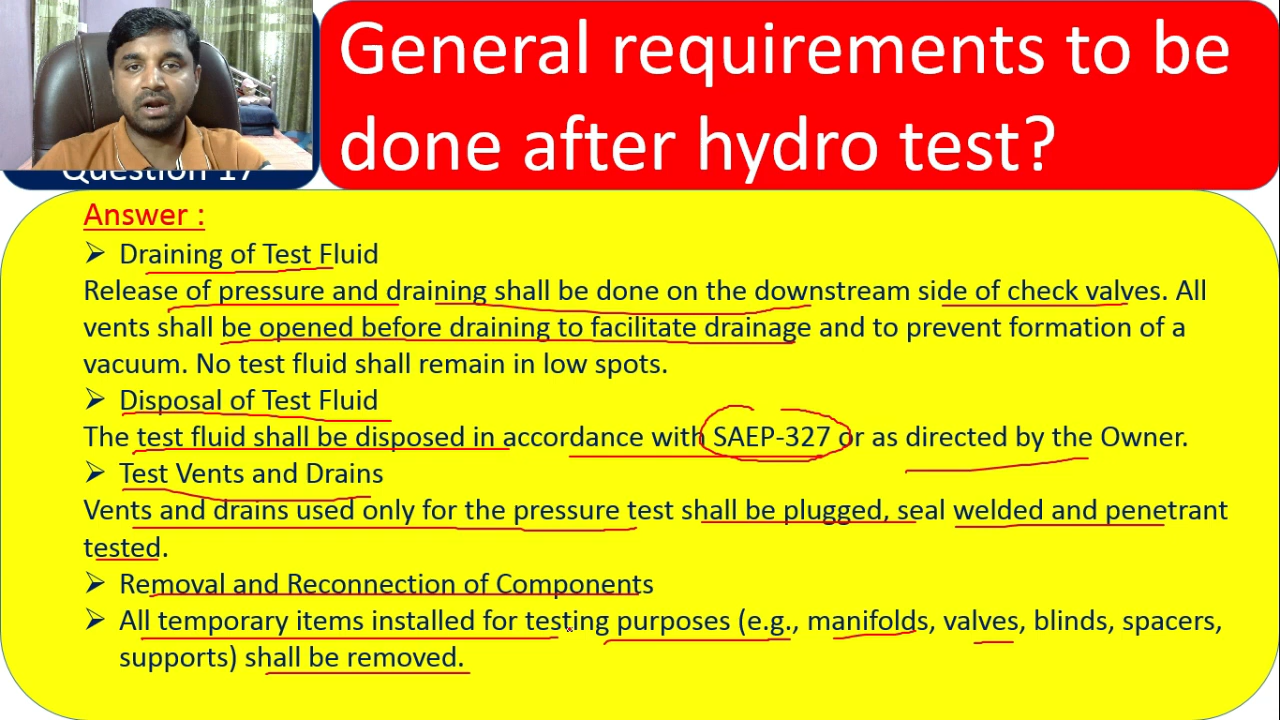 General requirements to be
done after hydro test?
Question 17
Answer :
➢ Draining of Test Fluid
Release of pressure and draining shall be done on the downstream side of check valves. All
vents shall be opened before draining to facilitate drainage and to prevent formation of a
vacuum. No test fluid shall remain in low spots.
➢ Disposal of Test Fluid
The test fluid shall be disposed in accordance with SAEP-327 or as directed by the Owner.
➢ Test Vents and Drains
Vents and drains used only for the pressure test shall be plugged, seal welded and penetrant
tested.
➢ Removal and Reconnection of Components
➢ All temporary items installed for testing purposes (e.g., manifolds, valves, blinds, spacers,
supports) shall be removed.